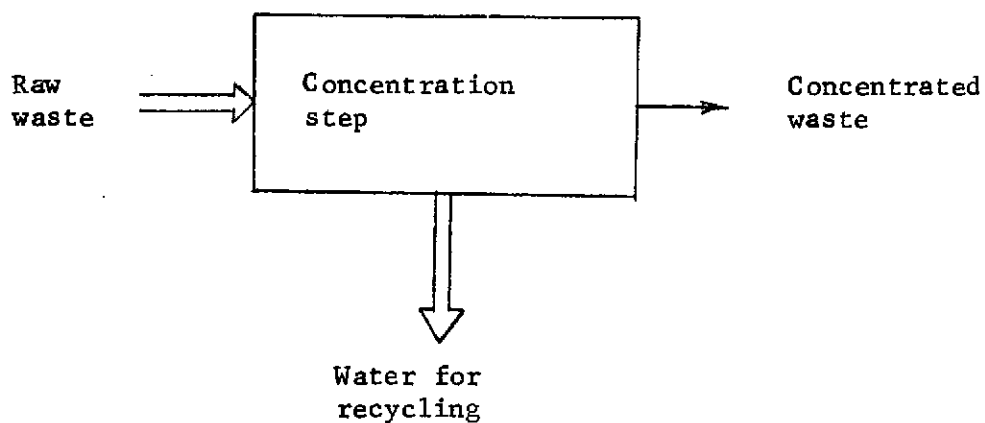 Raw
waste
Concentration
step
Concentrated
waste
Water for
recycling